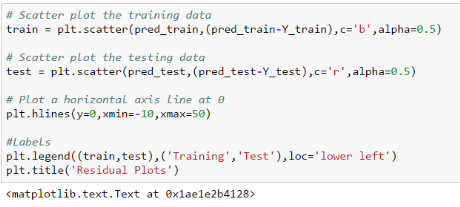 # Scatter plot the training data
train = plt.scatter(pred_train,(pred_train-Y_train),c='b',alpha=0.5)
# Scatter plot the testing data
test = plt.scatter(pred_test,(pred_test-Y_test),c='r',alpha=0.5)
# Plot a horizontal axis line at 0
plt.hlines(y=0,xmin=-10,xmax=50)
#Labels
plt.legend((train,test),('Training','Test'),loc='lower left')
plt.title('Residual Plots')
<matplotlib.text.Text at 0x1ae1e2b4128>